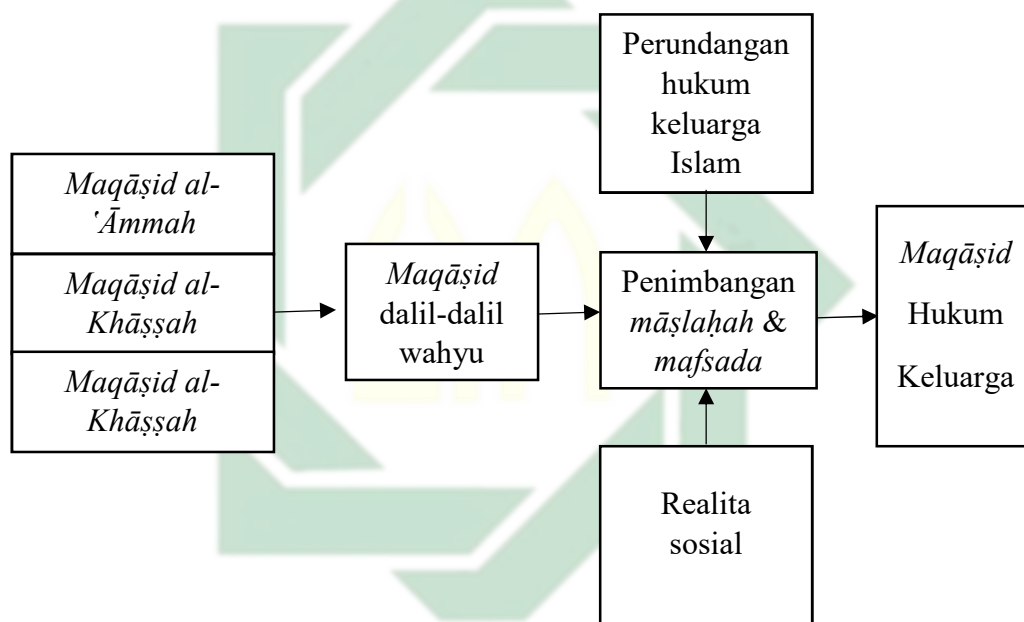 Maqāṣid al-
‘Āmmah
Maqāṣid al-
Khāṣṣah
Maqāṣid al-
Khāṣṣah
Maqāṣid
dalil-dalil
wahyu
Perundangan
hukum
keluarga
Islam
Penimbangan
māṣlaḥah &
mafsada
Realita
sosial
Maqāṣid
Hukum
Keluarga